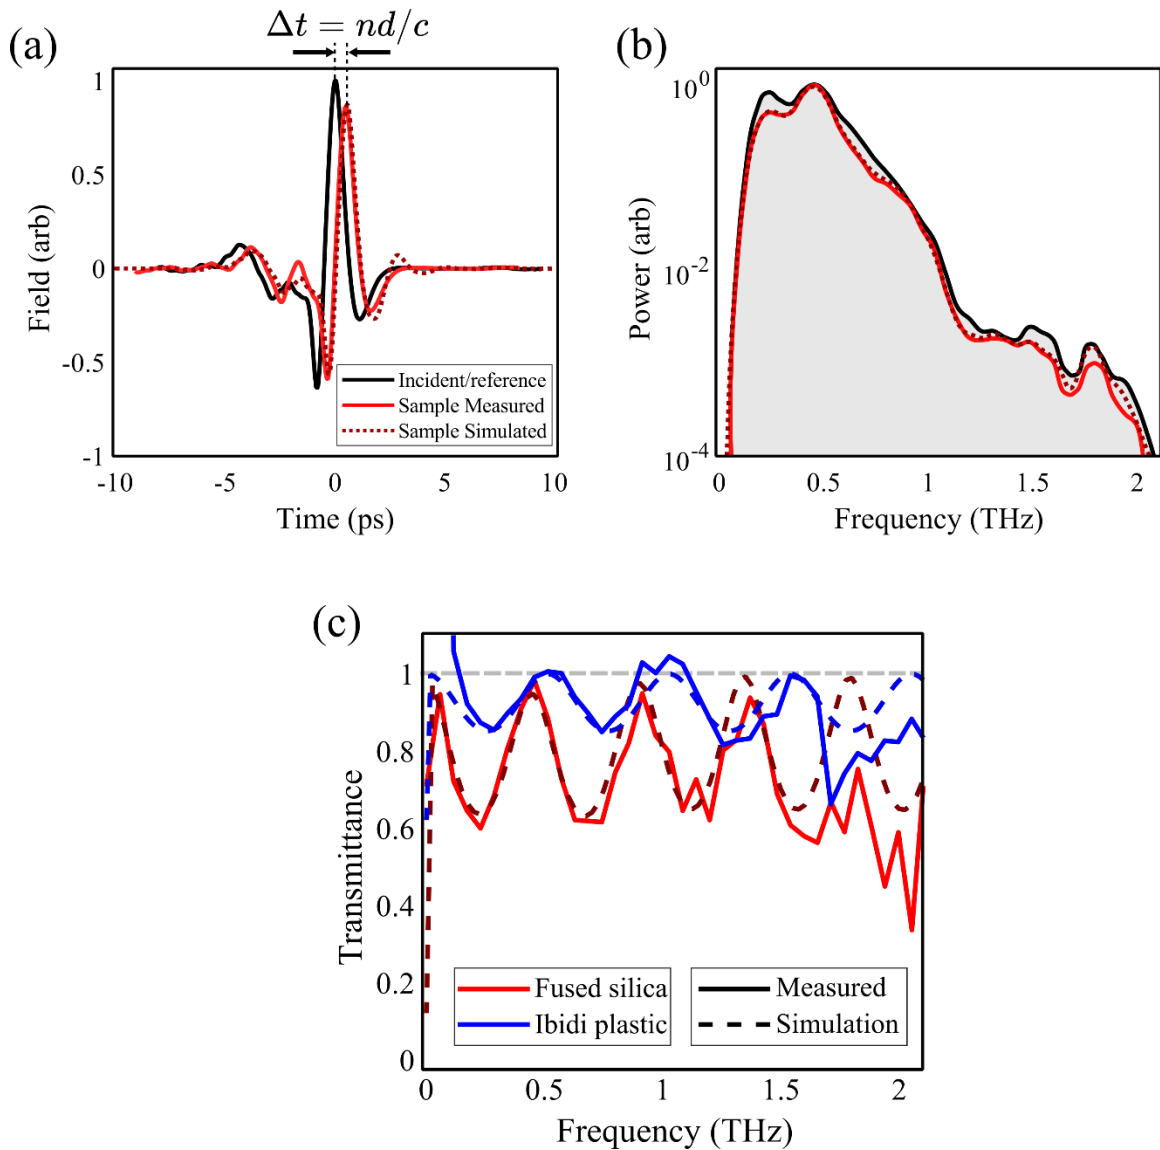 (a)
Δt = nd/c
1
0.5
0
-0.5
-1
Field (arb)
-10
-5
0
5
10
Time (ps)
Incident/reference
Sample Measured
Sample Simulated
(b)
10^0
10^-2
10^-4
Power (arb)
0
0.5
1
1.5
2
Frequency (THz)
(c)
1
0.8
0.6
0.4
0.2
0
Transmittance
0
0.5
1
1.5
2
Frequency (THz)
Fused silica
Ibidi plastic
Measured
Simulation